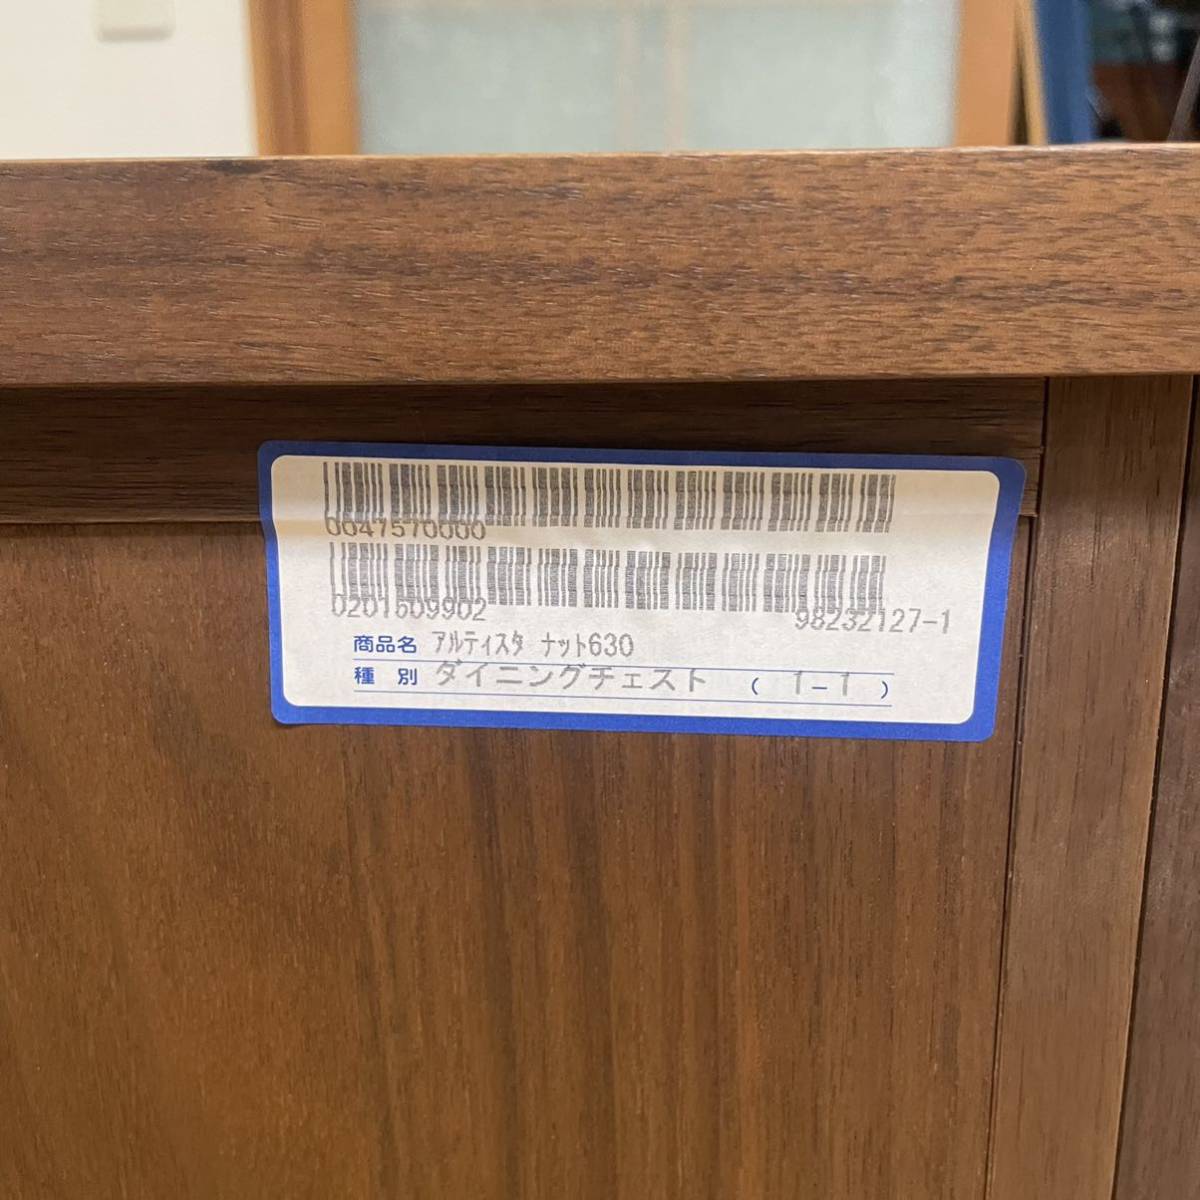 0047570000
0201509902
98232127-1
商品名 ｱﾙﾃｨｽﾀ ﾅｯﾄ630
種 別 ダイニングチェスト ( 1-1 )